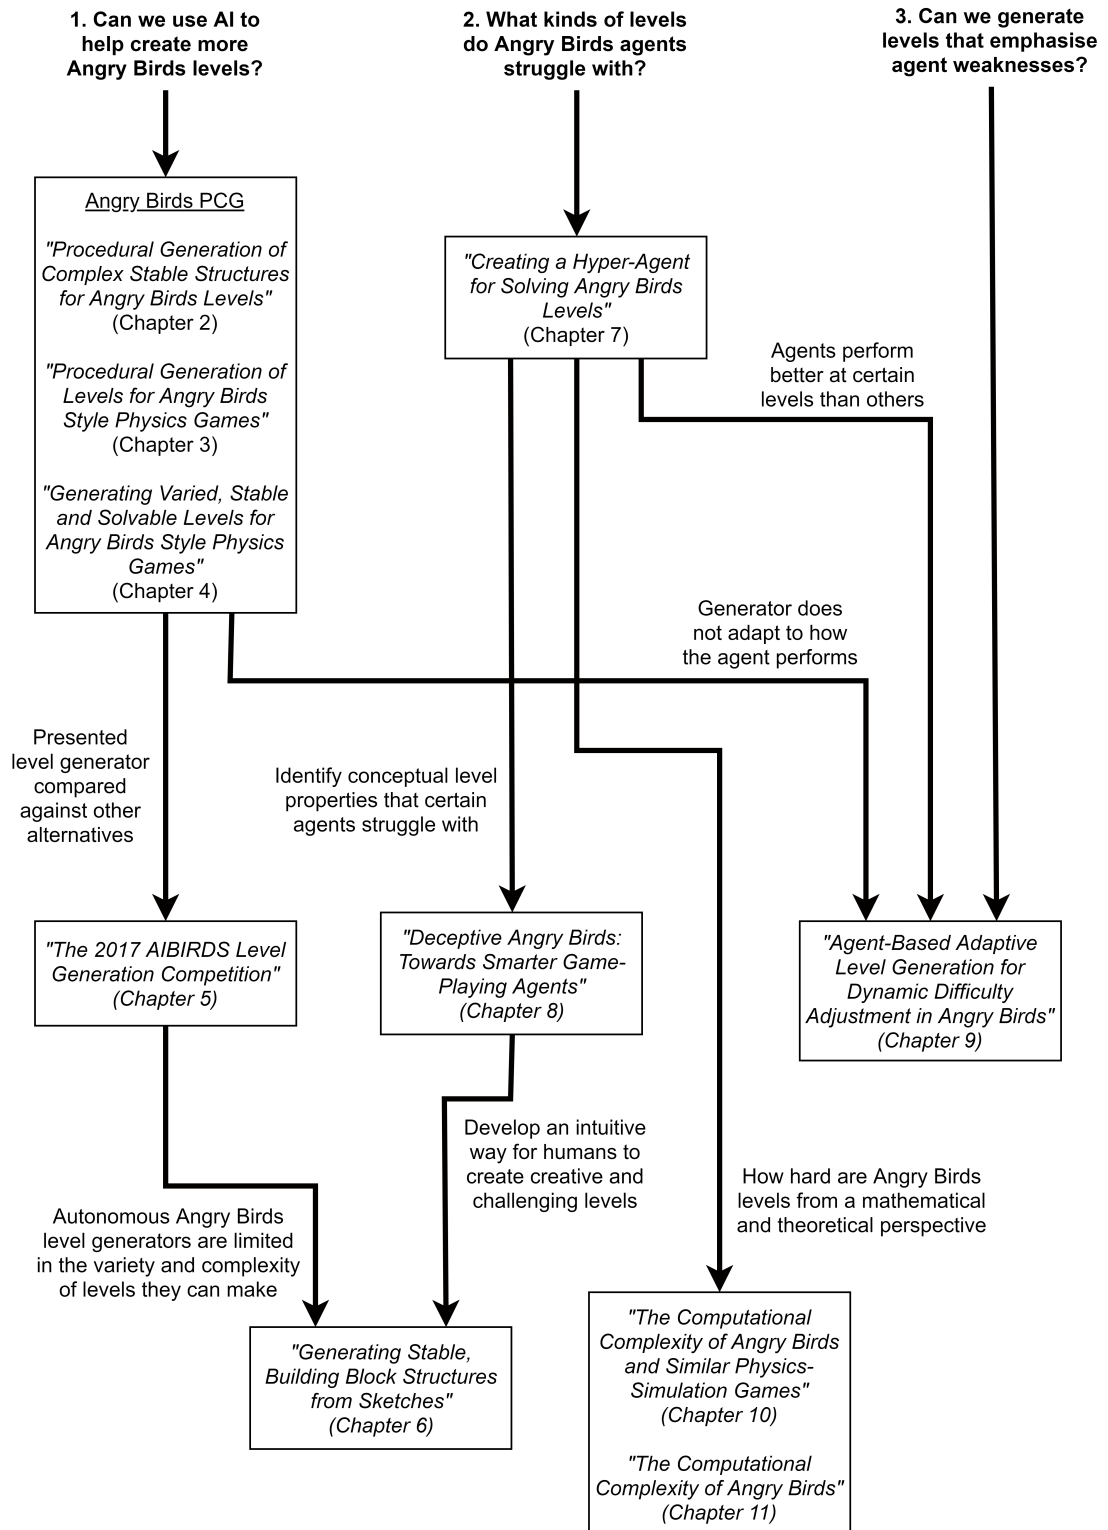 1. Can we use AI to
help create more
Angry Birds levels?
2. What kinds of levels
do Angry Birds agents
struggle with?
3. Can we generate
levels that emphasise
agent weaknesses?
Angry Birds PCG
"Procedural Generation of
Complex Stable Structures
for Angry Birds Levels"
(Chapter 2)
"Procedural Generation of
Levels for Angry Birds
Style Physics Games"
(Chapter 3)
"Generating Varied, Stable
and Solvable Levels for
Angry Birds Style Physics
Games"
(Chapter 4)
"Creating a Hyper-Agent
for Solving Angry Birds
Levels"
(Chapter 7)
Agents perform
better at certain
levels than others
Generator does
not adapt to how
the agent performs
Presented
level generator
compared
against other
alternatives
Identify conceptual level
properties that certain
agents struggle with
"The 2017 AIBIRDS Level
Generation Competition"
(Chapter 5)
"Deceptive Angry Birds:
Towards Smarter Game-
Playing Agents"
(Chapter 8)
"Agent-Based Adaptive
Level Generation for
Dynamic Difficulty
Adjustment in Angry Birds"
(Chapter 9)
Develop an intuitive
way for humans to
create creative and
challenging levels
How hard are Angry Birds
levels from a mathematical
and theoretical perspective
Autonomous Angry Birds
level generators are limited
in the variety and complexity
of levels they can make
"Generating Stable,
Building Block Structures
from Sketches"
(Chapter 6)
"The Computational
Complexity of Angry Birds
and Similar Physics-
Simulation Games"
(Chapter 10)
"The Computational
Complexity of Angry Birds"
(Chapter 11)